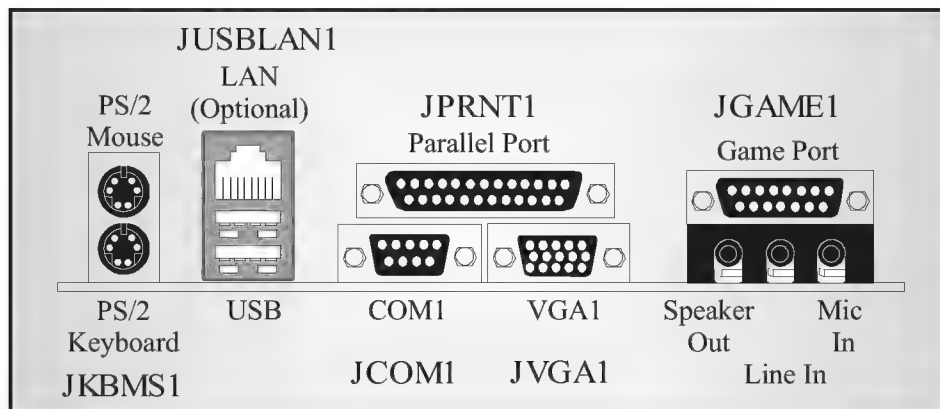 JUSBLAN1
LAN
(Optional)
PS/2
Mouse
JPRNT1
Parallel Port
JGAME1
Game Port
PS/2
Keyboard
JKBMS1
USB
COM1
JCOM1
VGA1
JVGA1
Speaker
Out
Mic
In
Line In